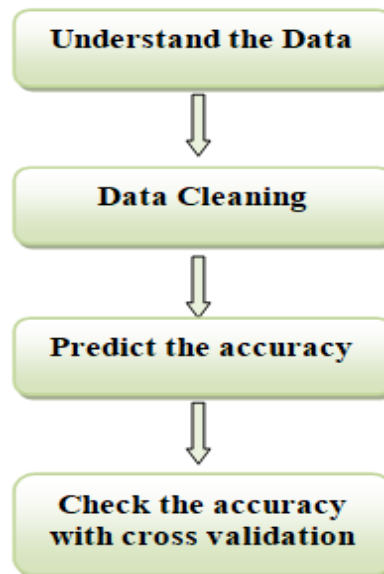 Understand the Data
Data Cleaning
Predict the accuracy
Check the accuracy
with cross validation